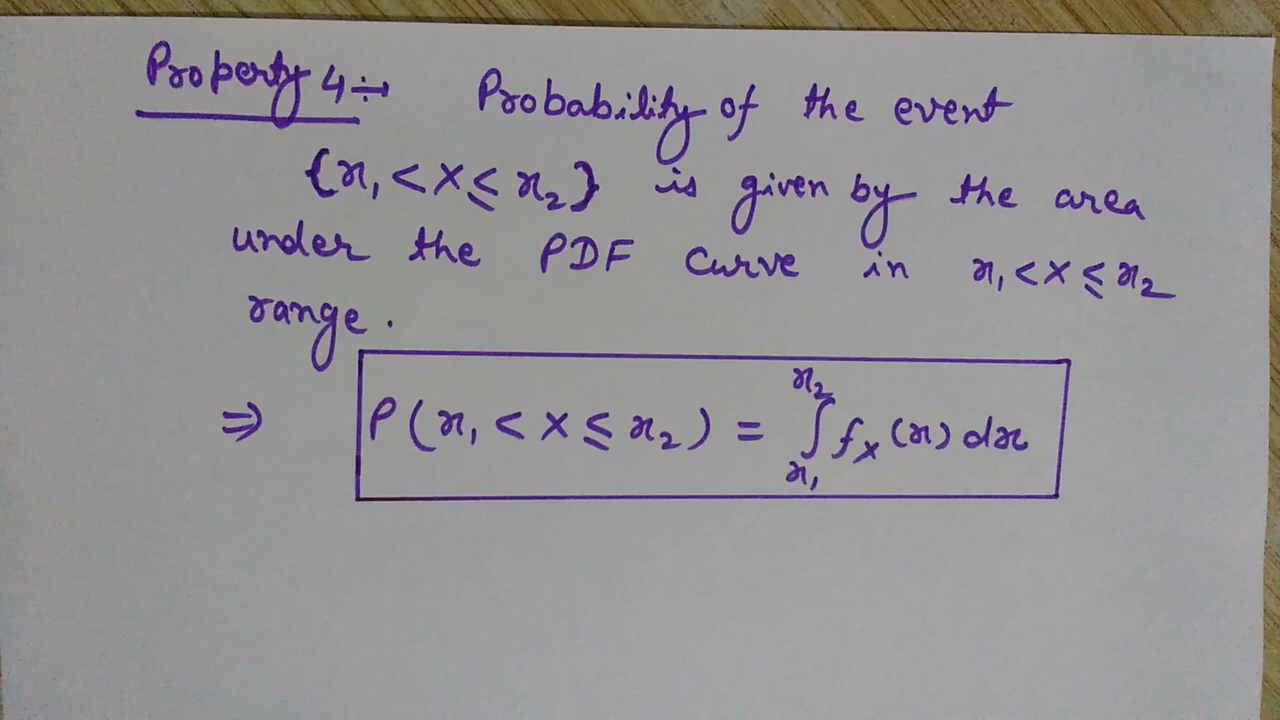 Property 4 :→ Probability of the event
{x₁ < X ≤ x₂} is given by the area
under the PDF curve in x₁ < X ≤ x₂
range.
⇒ P(x₁ < X ≤ x₂) = ∫_{x₁}^{x₂} f_X(x) dx